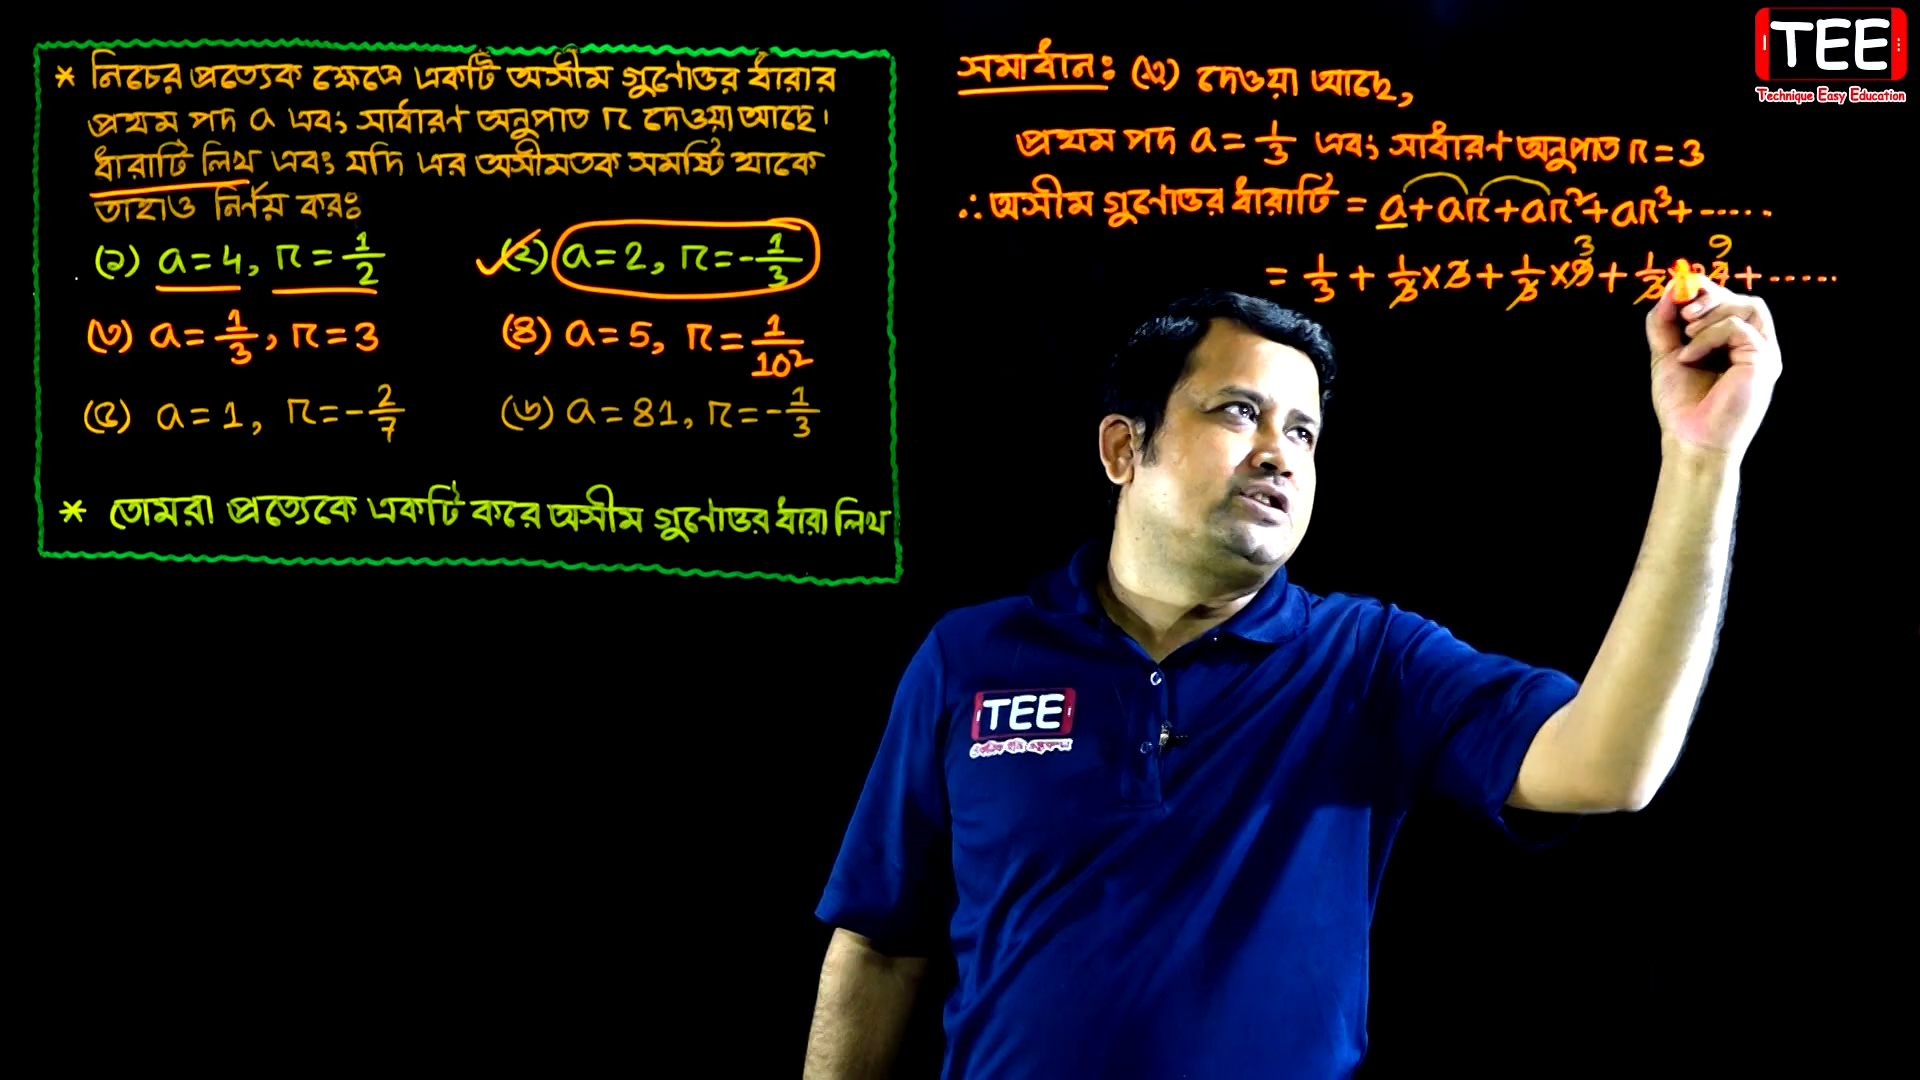 * নিচের প্রত্যেক ক্ষেত্রে একটি অসীম গুণোত্তর ধারার
প্রথম পদ a এবং সাধারণ অনুপাত r দেওয়া আছে।
ধারাটি লিখ এবং যদি এর অসীমতক সমষ্টি থাকে
তাহাও নির্ণয় করঃ
(১) a=4, r=1/2
(২) a=2, r=-1/3
(৩) a=1/3, r=3
(৪) a=5, r=1/10²
(৫) a=1, r=-2/7
(৬) a=81, r=-1/3
* তোমরা প্রত্যেকে একটি করে অসীম গুণোত্তর ধারা লিখ
সমাধানঃ দেওয়া আছে,
প্রথম পদ a=1/3 এবং সাধারণ অনুপাত r=3
∴ অসীম গুণোত্তর ধারাটি = a+ar+ar²+ar³+.....
3 9
= 1/3 + 1/3×3 + 1/3×9 + 1/3 + ......
TEE
Technique Easy Education
TEE